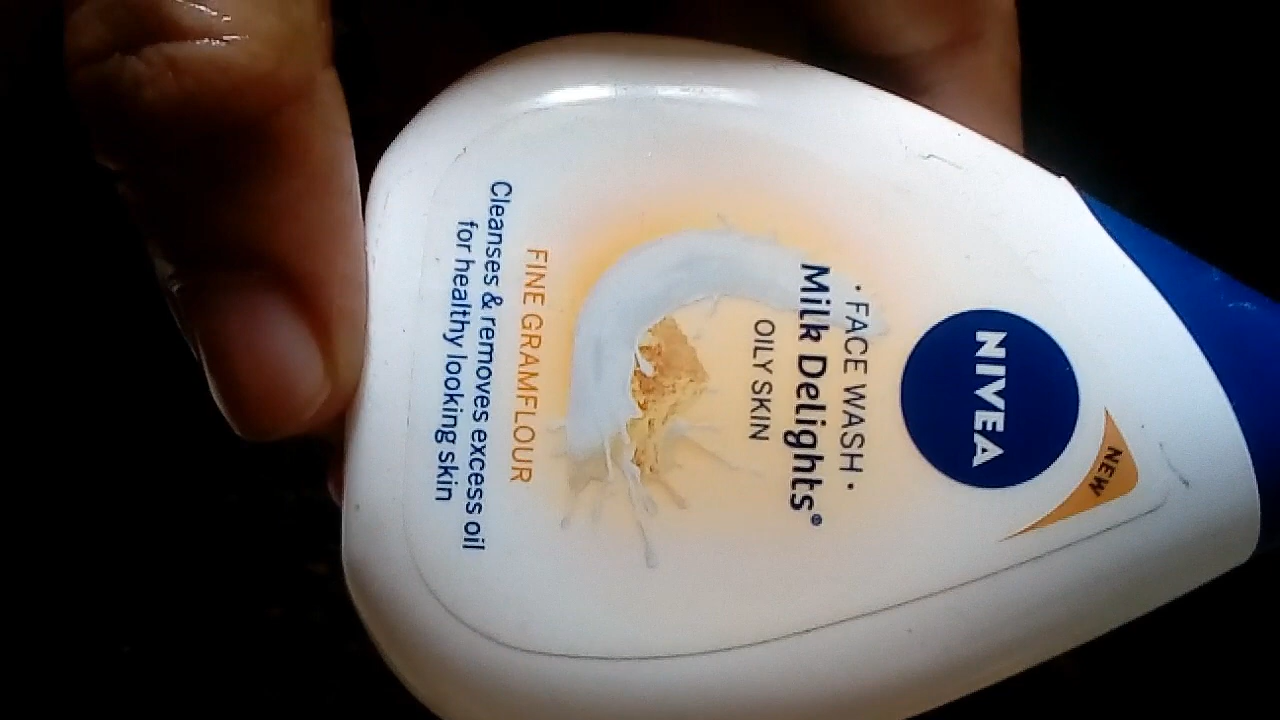 NEW
NIVEA
· FACE WASH ·
Milk Delights®
OILY SKIN
FINE GRAMFLOUR
Cleanses & removes excess oil
for healthy looking skin